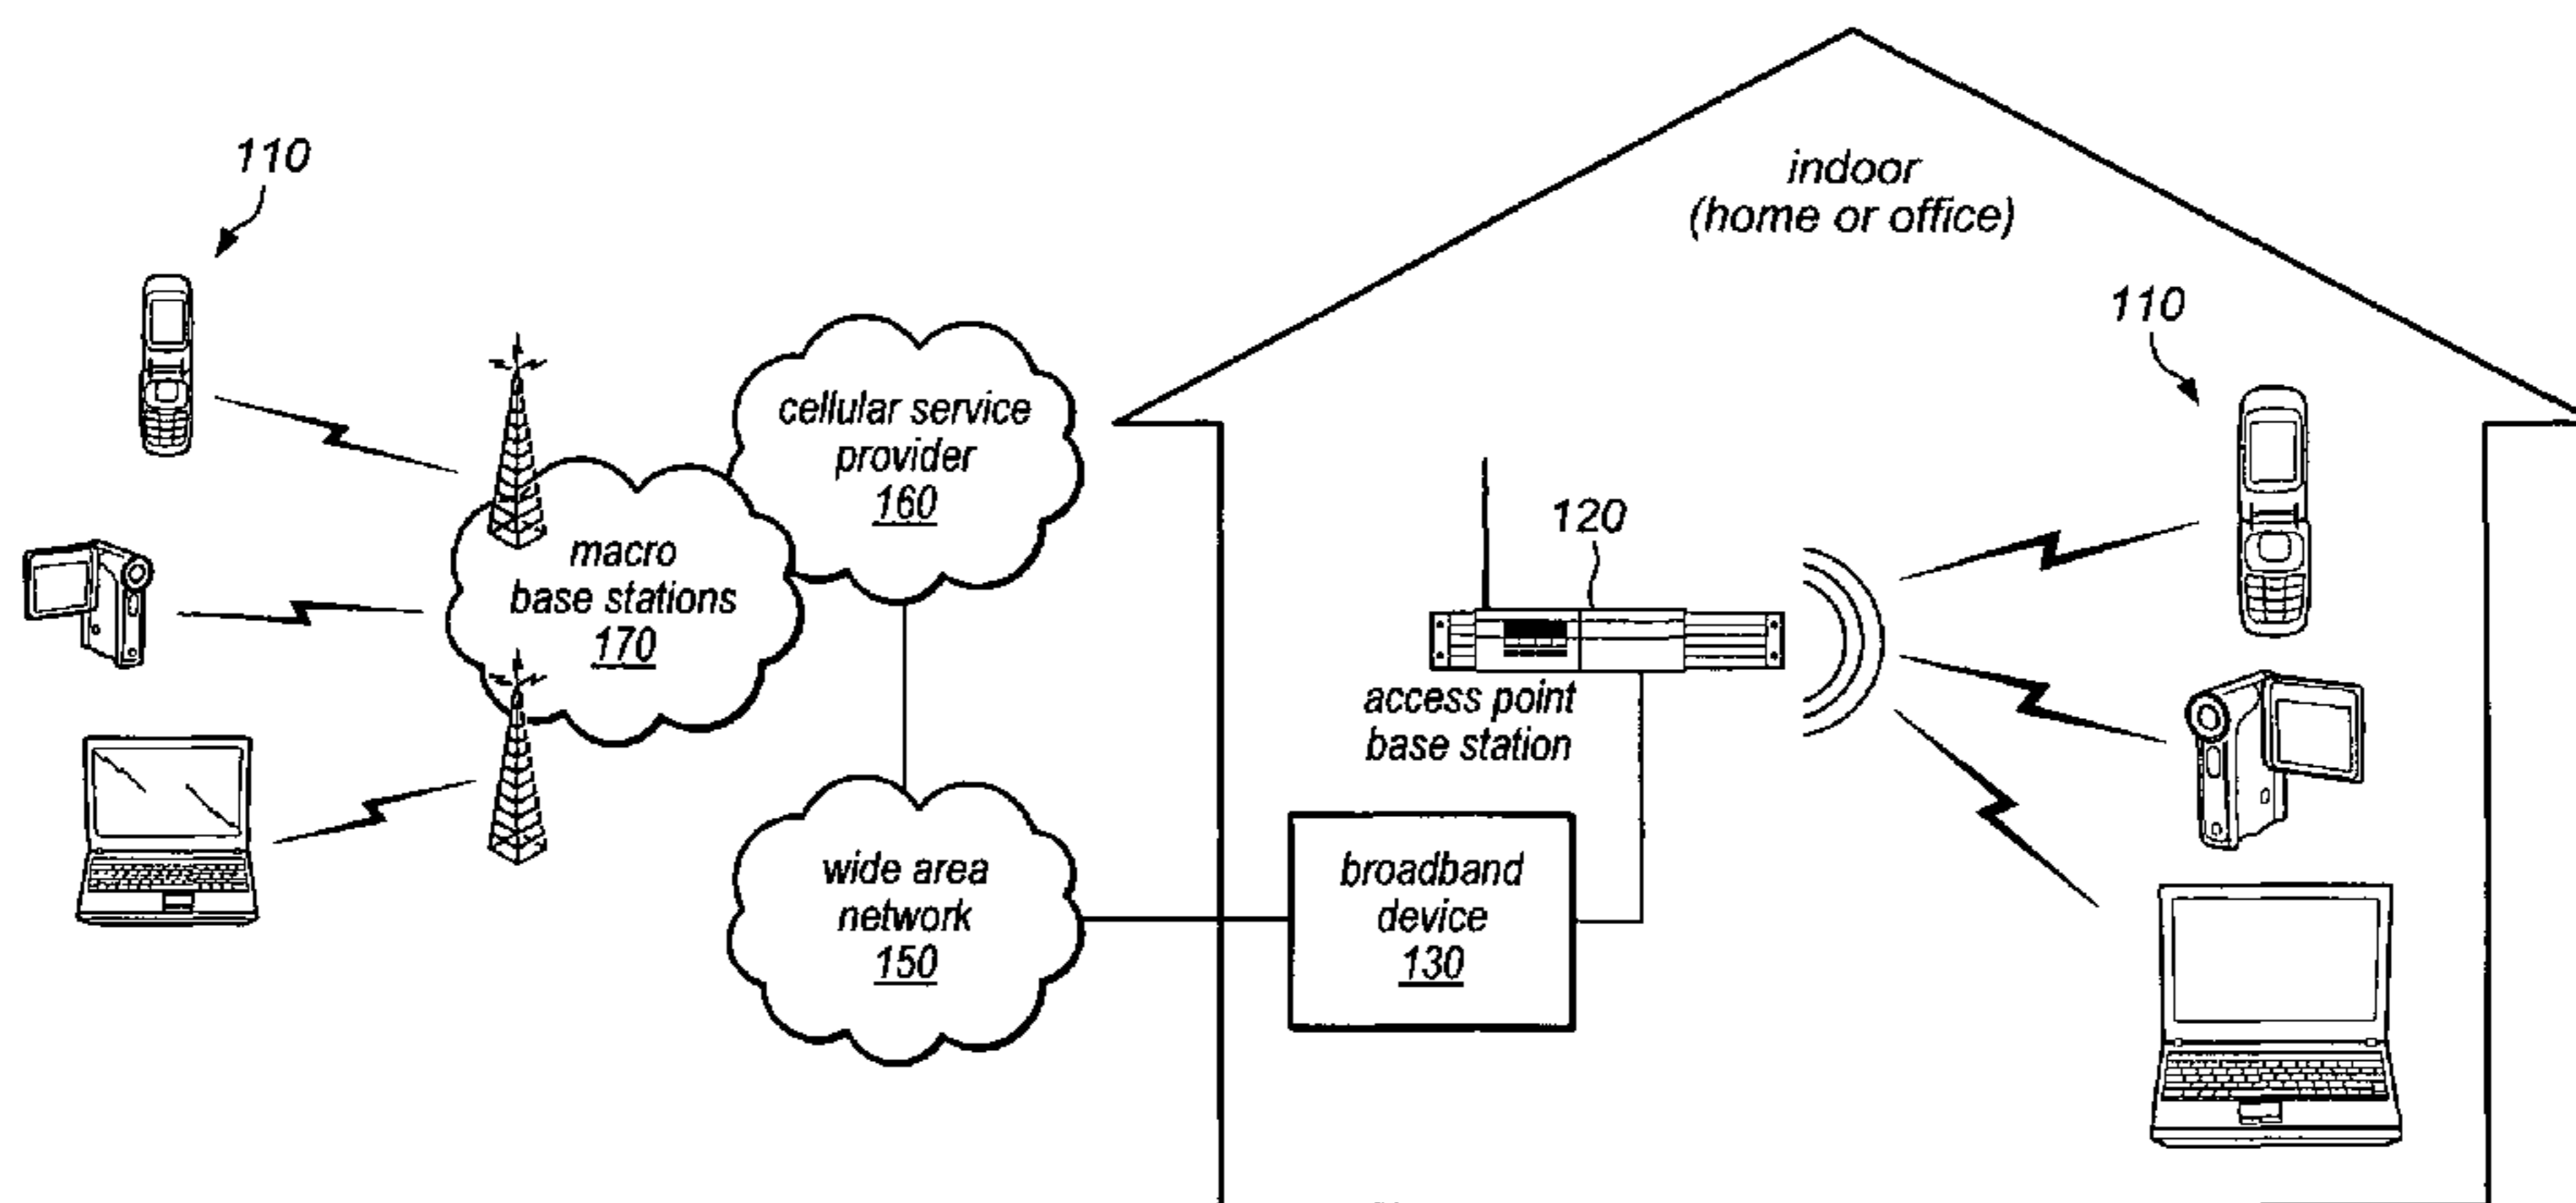 110
indoor
(home or office)
110
cellular service
provider
160
macro
base stations
170
120
access point
base station
wide area
network
150
broadband
device
130